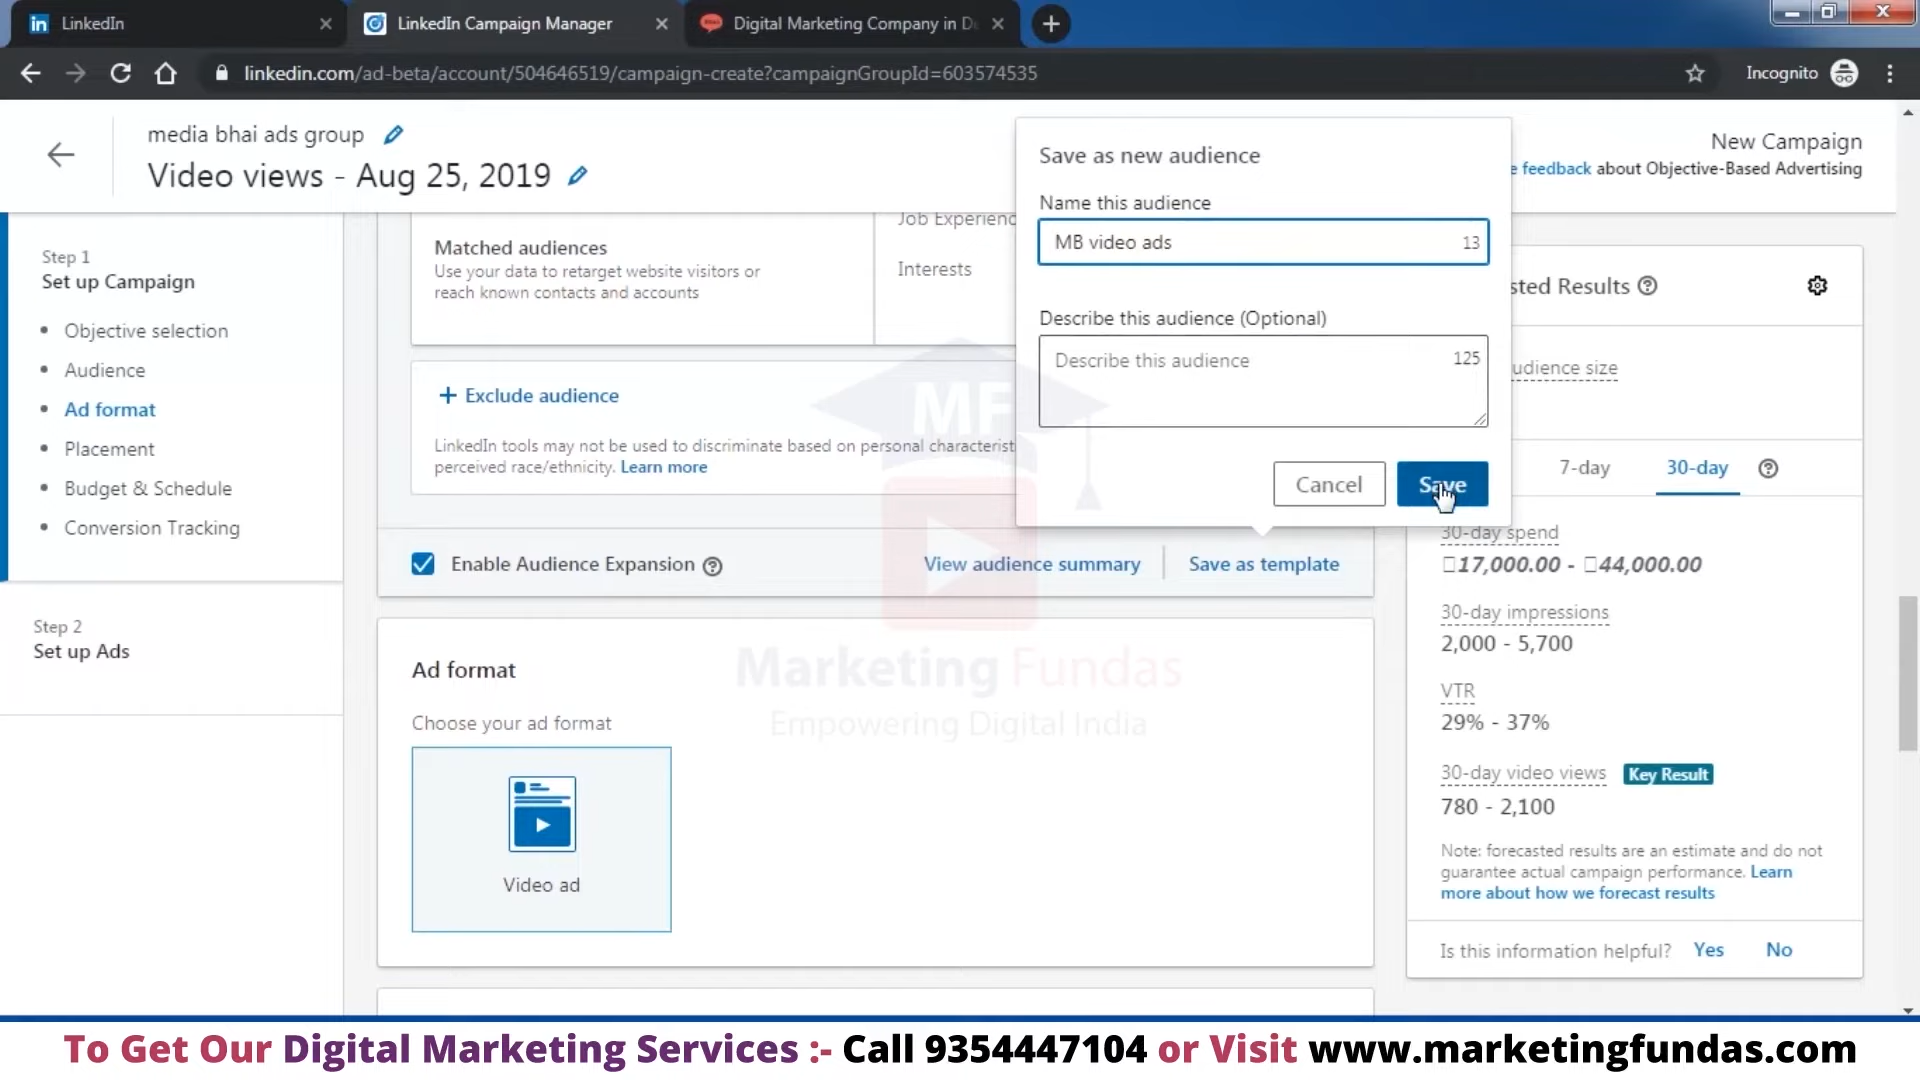 LinkedIn
LinkedIn Campaign Manager
Digital Marketing Company in De
linkedin.com/ad-beta/account/504646519/campaign-create?campaignGroupId=603574535
Incognito
media bhai ads group
Video views - Aug 25, 2019
New Campaign
e feedback about Objective-Based Advertising
Step 1
Set up Campaign
Objective selection
Audience
Ad format
Placement
Budget & Schedule
Conversion Tracking
Step 2
Set up Ads
Matched audiences
Use your data to retarget website visitors or
reach known contacts and accounts
Job Experienc
Interests
+ Exclude audience
LinkedIn tools may not be used to discriminate based on personal characterist
perceived race/ethnicity. Learn more
Enable Audience Expansion
View audience summary
Save as template
Save as new audience
Name this audience
MB video ads 13
Describe this audience (Optional)
Describe this audience 125
Cancel
Save
Ad format
Choose your ad format
Video ad
MF
Marketing Fundas
Empowering Digital India
sted Results
udience size
7-day
30-day
30-day spend
17,000.00 - 44,000.00
30-day impressions
2,000 - 5,700
VTR
29% - 37%
30-day video views Key Result
780 - 2,100
Note: forecasted results are an estimate and do not
guarantee actual campaign performance. Learn
more about how we forecast results
Is this information helpful? Yes No
To Get Our Digital Marketing Services :- Call 9354447104 or Visit www.marketingfundas.com